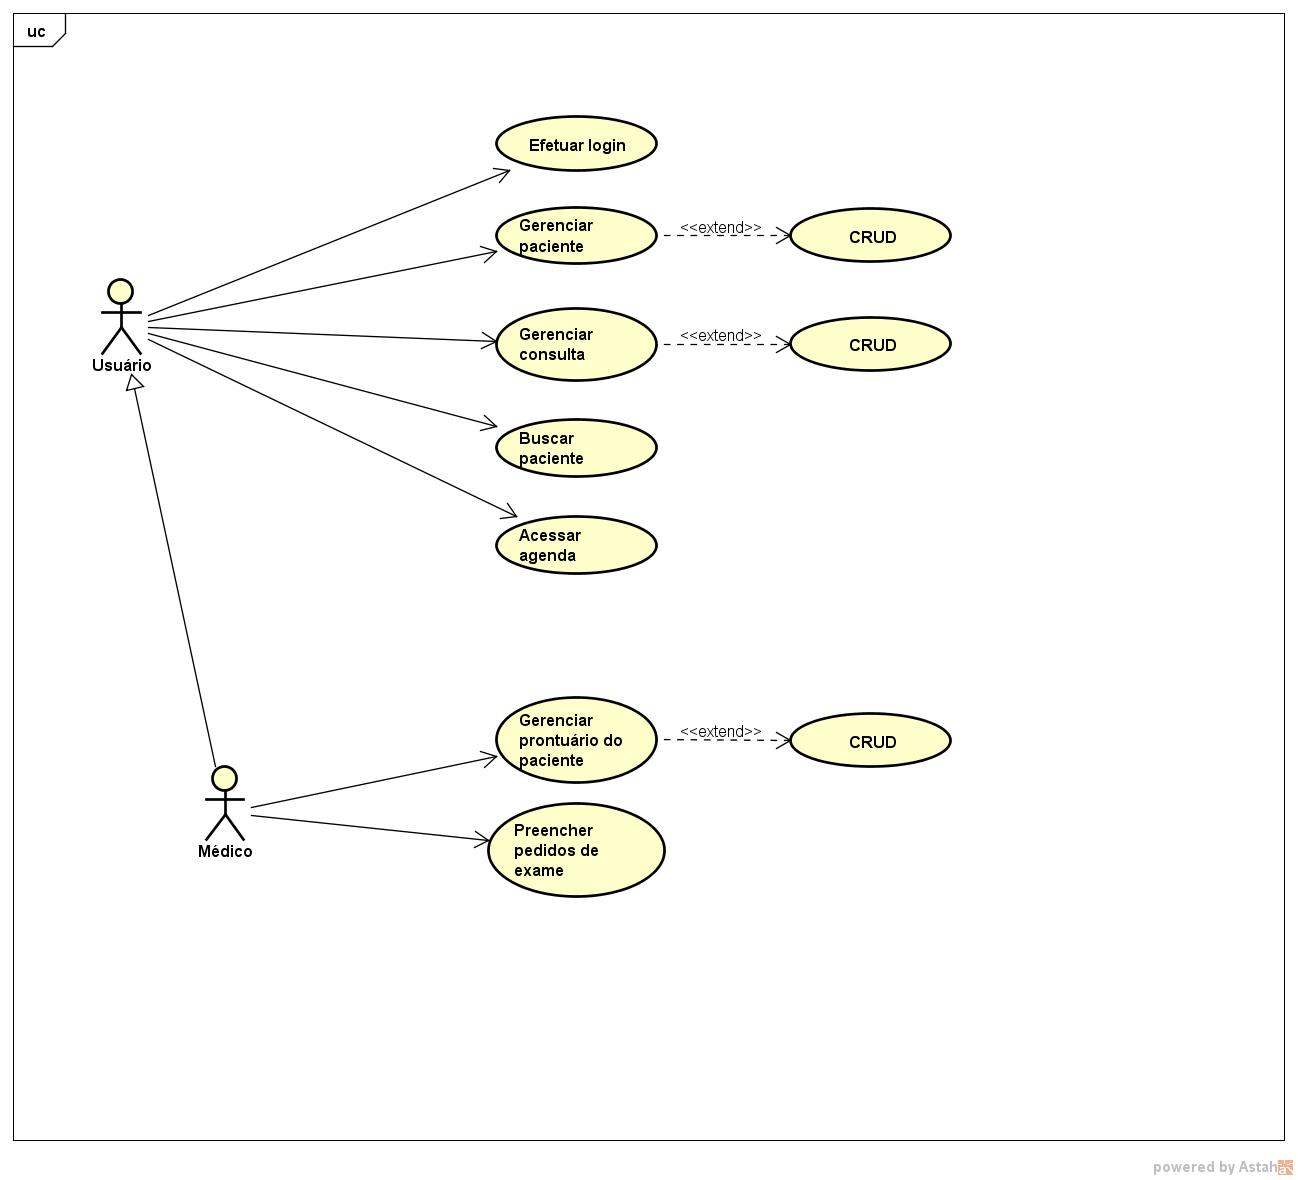 uc
Efetuar login
Gerenciar
paciente
<<extend>>
CRUD
Usuário
Gerenciar
consulta
<<extend>>
CRUD
Buscar
paciente
Acessar
agenda
Gerenciar
prontuário do
paciente
<<extend>>
CRUD
Médico
Preencher
pedidos de
exame
powered by Astah